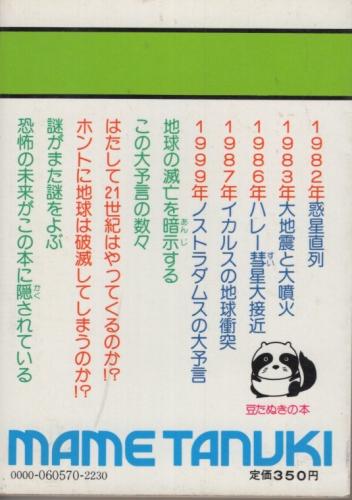 1982年惑星直列
1983年大地震と大噴火
1986年ハレー彗星大接近
すい
1987年イカルスの地球衝突
1999年ノストラダムスの大予言
地球の滅亡を暗示する
あんじ
この大予言の数々
はたして21世紀はやってくるのか!?
ホントに地球は破滅してしまうのか!?
謎がまた謎をよぶ
恐怖の未来がこの本に隠されている
かく
豆たぬきの本
MAME TANUKI
0000-060570-2230
定価350円